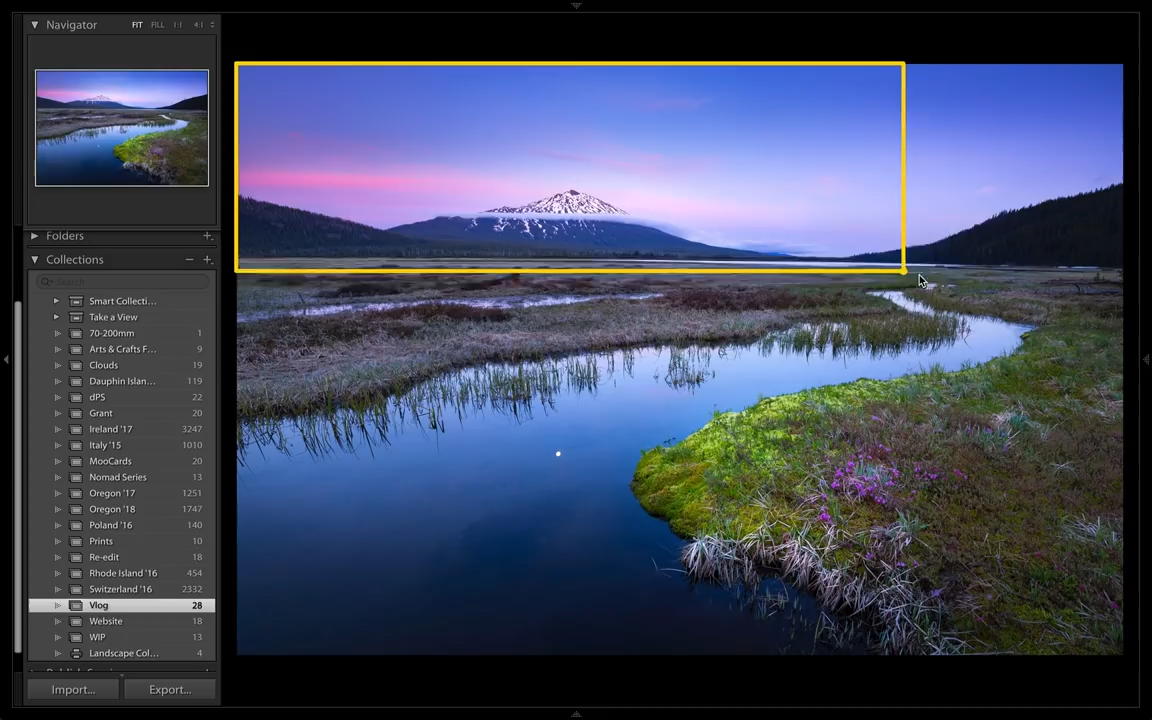 Navigator FIT FILL 1:1 4:1
Folders
Collections
Search
Smart Collecti...
Take a View
70-200mm 1
Arts & Crafts F... 9
Clouds 19
Dauphin Islan... 119
dPS 22
Grant 20
Ireland '17 3247
Italy '15 1010
MooCards 20
Nomad Series 13
Oregon '17 1251
Oregon '18 1747
Poland '16 140
Prints 10
Re-edit 18
Rhode Island '16 454
Switzerland '16 2332
Vlog 28
Website 18
WIP 13
Landscape Col... 4
Import... Export...